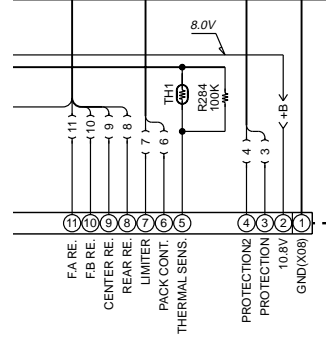 8.0V
TH1
R284
100K
+B
11
10
9
8
7
6
4
3
11
10
9
8
7
6
5
4
3
2
1
F.A RE.
F.B RE.
CENTER RE.
REAR RE.
LIMITER
PACK CONT.
THERMAL SENS.
PROTECTION2
PROTECTION
10.8V
GND(X08)